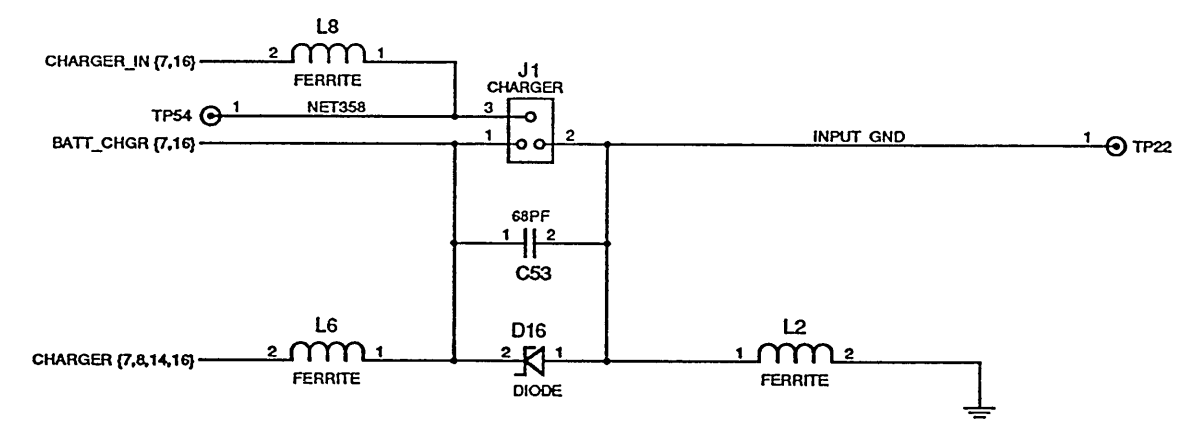 L8
CHARGER_IN {7,16}
2
1
FERRITE
J1
CHARGER
TP54
1
NET358
3
BATT_CHGR {7,16}
1
2
INPUT GND
1
TP22
68PF
1
2
C53
L6
D16
L2
CHARGER {7,8,14,16}
2
1
2
1
1
2
FERRITE
DIODE
FERRITE